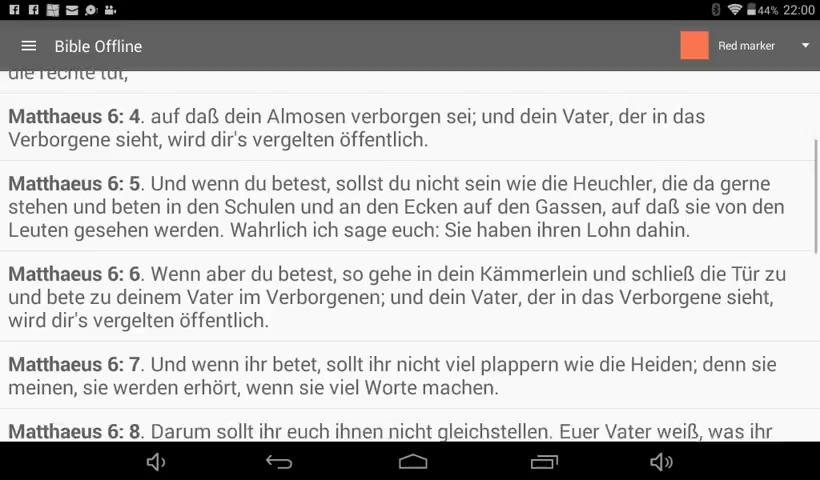 44% 22:00
Bible Offline
Red marker
die rechte tut,
Matthaeus 6: 4. auf daß dein Almosen verborgen sei; und dein Vater, der in das
Verborgene sieht, wird dir's vergelten öffentlich.
Matthaeus 6: 5. Und wenn du betest, sollst du nicht sein wie die Heuchler, die da gerne
stehen und beten in den Schulen und an den Ecken auf den Gassen, auf daß sie von den
Leuten gesehen werden. Wahrlich ich sage euch: Sie haben ihren Lohn dahin.
Matthaeus 6: 6. Wenn aber du betest, so gehe in dein Kämmerlein und schließ die Tür zu
und bete zu deinem Vater im Verborgenen; und dein Vater, der in das Verborgene sieht,
wird dir's vergelten öffentlich.
Matthaeus 6: 7. Und wenn ihr betet, sollt ihr nicht viel plappern wie die Heiden; denn sie
meinen, sie werden erhört, wenn sie viel Worte machen.
Matthaeus 6: 8. Darum sollt ihr euch ihnen nicht gleichstellen. Euer Vater weiß, was ihr